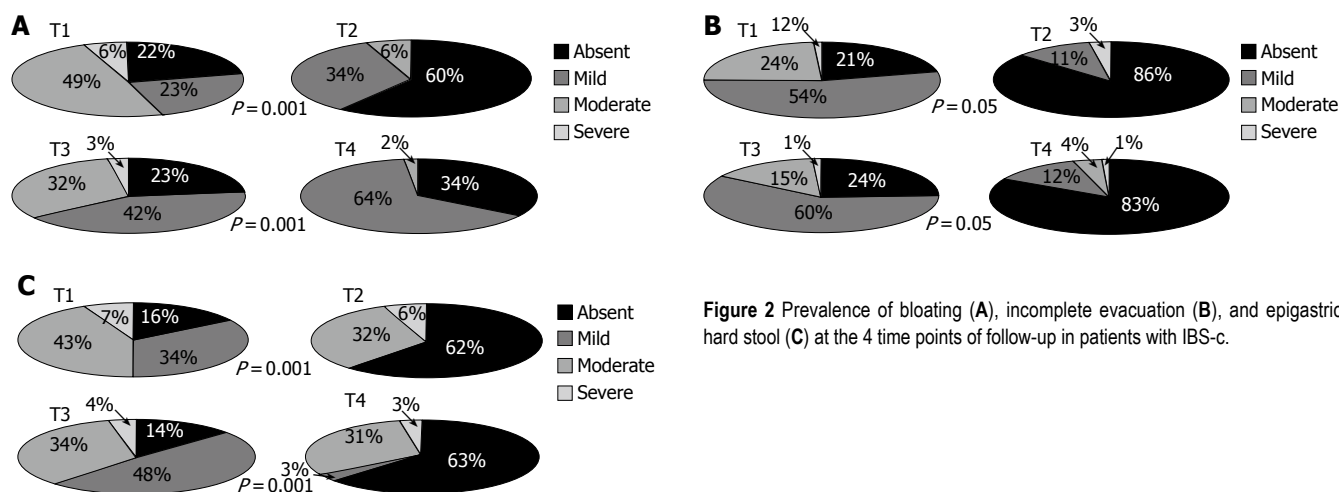 A
T1
6%
22%
49%
23%
P = 0.001
T2
6%
34%
60%
Absent
Mild
Moderate
Severe
T3
3%
23%
32%
42%
P = 0.001
T4
2%
34%
64%
B
T1
12%
21%
24%
54%
P = 0.05
T2
3%
11%
86%
Absent
Mild
Moderate
Severe
T3
1%
15%
24%
60%
P = 0.05
T4
4%
1%
12%
83%
C
T1
7%
16%
43%
34%
P = 0.001
T2
6%
32%
62%
Absent
Mild
Moderate
Severe
T3
4%
14%
34%
48%
P = 0.001
T4
3%
31%
3%
63%
Figure 2 Prevalence of bloating (A), incomplete evacuation (B), and epigastric
hard stool (C) at the 4 time points of follow-up in patients with IBS-c.